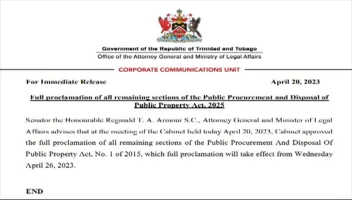 Government of the Republic of Trinidad and Tobago
Office of the Attorney General and Ministry of Legal Affairs
CORPORATE COMMUNICATIONS UNIT
For Immediate Release April 20, 2023
Full proclamation of all remaining sections of the Public Procurement and Disposal of
Public Property Act, 2025
Senator the Honourable Reginald T. A. Armour S.C., Attorney General and Minister of Legal
Affairs advises that at the meeting of the Cabinet held today April 20, 2023, Cabinet approved
the full proclamation of all remaining sections of the Public Procurement And Disposal Of
Public Property Act, No. 1 of 2015, which full proclamation will take effect from Wednesday
April 26, 2023.
END